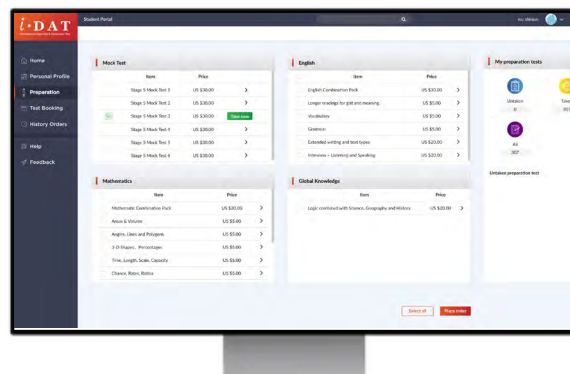 i·DAT
Student Portal
Home
Personal Profile
Preparation
Test Booking
History Orders
Help
Feedback
Mock Test
Item Price
Stage 5 Mock Test 1 US $30.00
Stage 5 Mock Test 2 US $30.00
Stage 5 Mock Test 3 US $30.00
Stage 5 Mock Test 4 US $30.00
Stage 5 Mock Test 5 US $30.00
Stage 5 Mock Test 6 US $30.00
English
Item Price
English Combination Pack US $20.00
Longer readings for gist and meaning US $5.00
Vocabulary US $5.00
Grammar US $5.00
Extended writing and text types US $20.00
Interview – Listening and Speaking US $20.00
My preparation tests
Untaken
0
All
307
Untaken preparation test
Mathematics
Item Price
Mathematic Combination Pack US $20.00
Areas & Volume US $5.00
Angles, Lines and Polygons US $5.00
3-D Shapes, Percentages US $5.00
Time, Length, Scale, Capacity US $5.00
Chance, Rates, Ratios US $5.00
Global Knowledge
Item Price
Logic combined with Science, Geography and History US $20.00
Select all
Place order